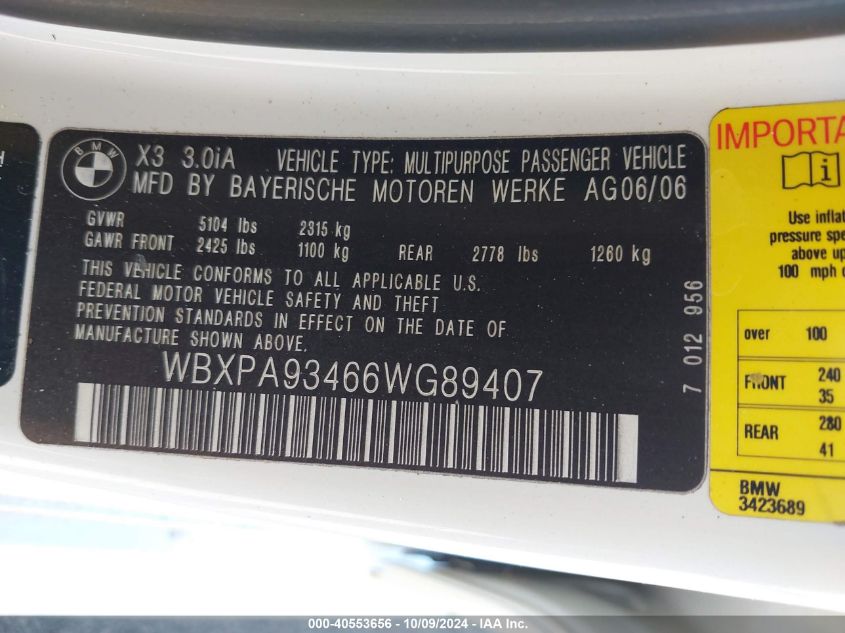 BMW
X3 3.0iA VEHICLE TYPE: MULTIPURPOSE PASSENGER VEHICLE
MFD BY BAYERISCHE MOTOREN WERKE AG06/06
GVWR 5104 lbs 2315 kg
GAWR FRONT 2425 lbs 1100 kg REAR 2778 lbs 1260 kg
THIS VEHICLE CONFORMS TO ALL APPLICABLE U.S.
FEDERAL MOTOR VEHICLE SAFETY AND THEFT
PREVENTION STANDARDS IN EFFECT ON THE DATE OF
MANUFACTURE SHOWN ABOVE.
WBXPA93466WG89407
7 012 956
IMPORTA
i
Use inflat
pressure spe
above up
100 mph
over 100
FRONT 240
35
REAR 280
41
BMW
3423689
000-40553656 - 10/09/2024 - IAA Inc.